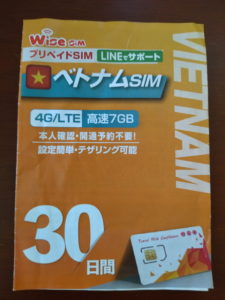 Wise SIM
プリペイドSIM LINEでサポート
ベトナムSIM
4G/LTE 高速7GB
本人確認・開通予約不要!
設定簡単・テザリング可能
30
日間
VIETNAM